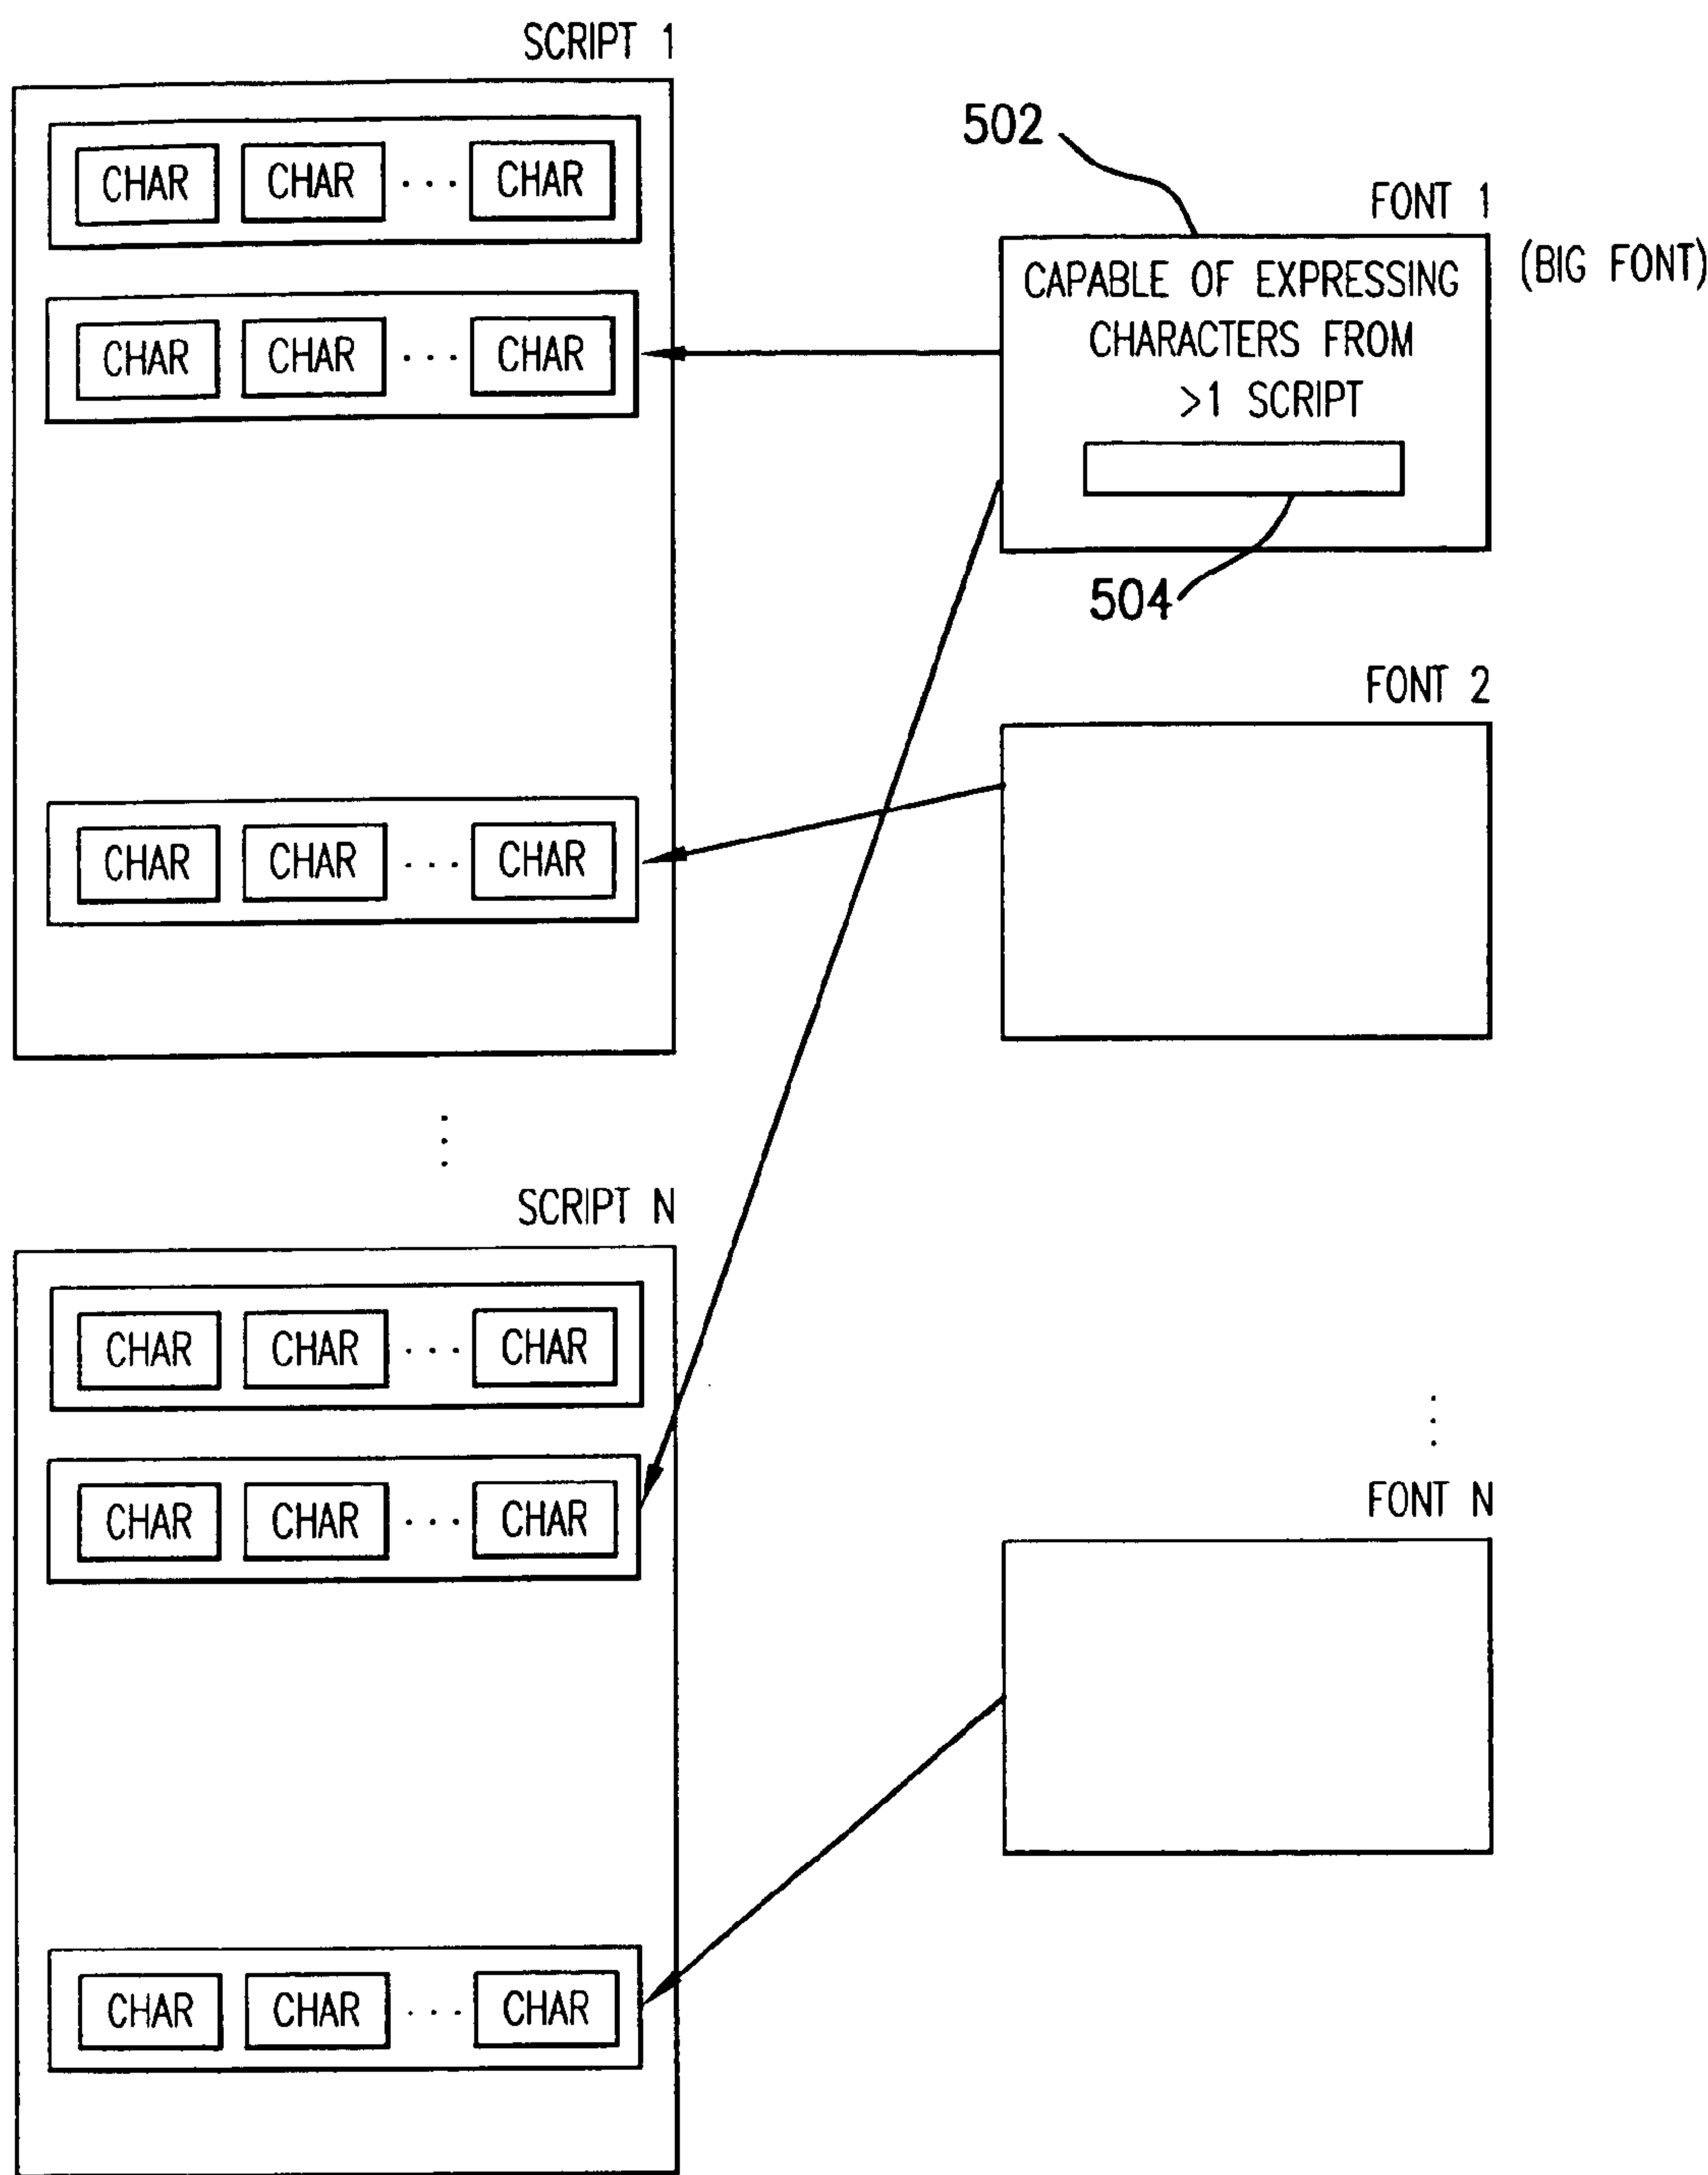 SCRIPT 1
CHAR CHAR ... CHAR
CHAR CHAR ... CHAR
CHAR CHAR ... CHAR
SCRIPT N
CHAR CHAR ... CHAR
CHAR CHAR ... CHAR
CHAR CHAR ... CHAR
502
FONT 1
(BIG FONT)
CAPABLE OF EXPRESSING
CHARACTERS FROM
>1 SCRIPT
504
FONT 2
FONT N